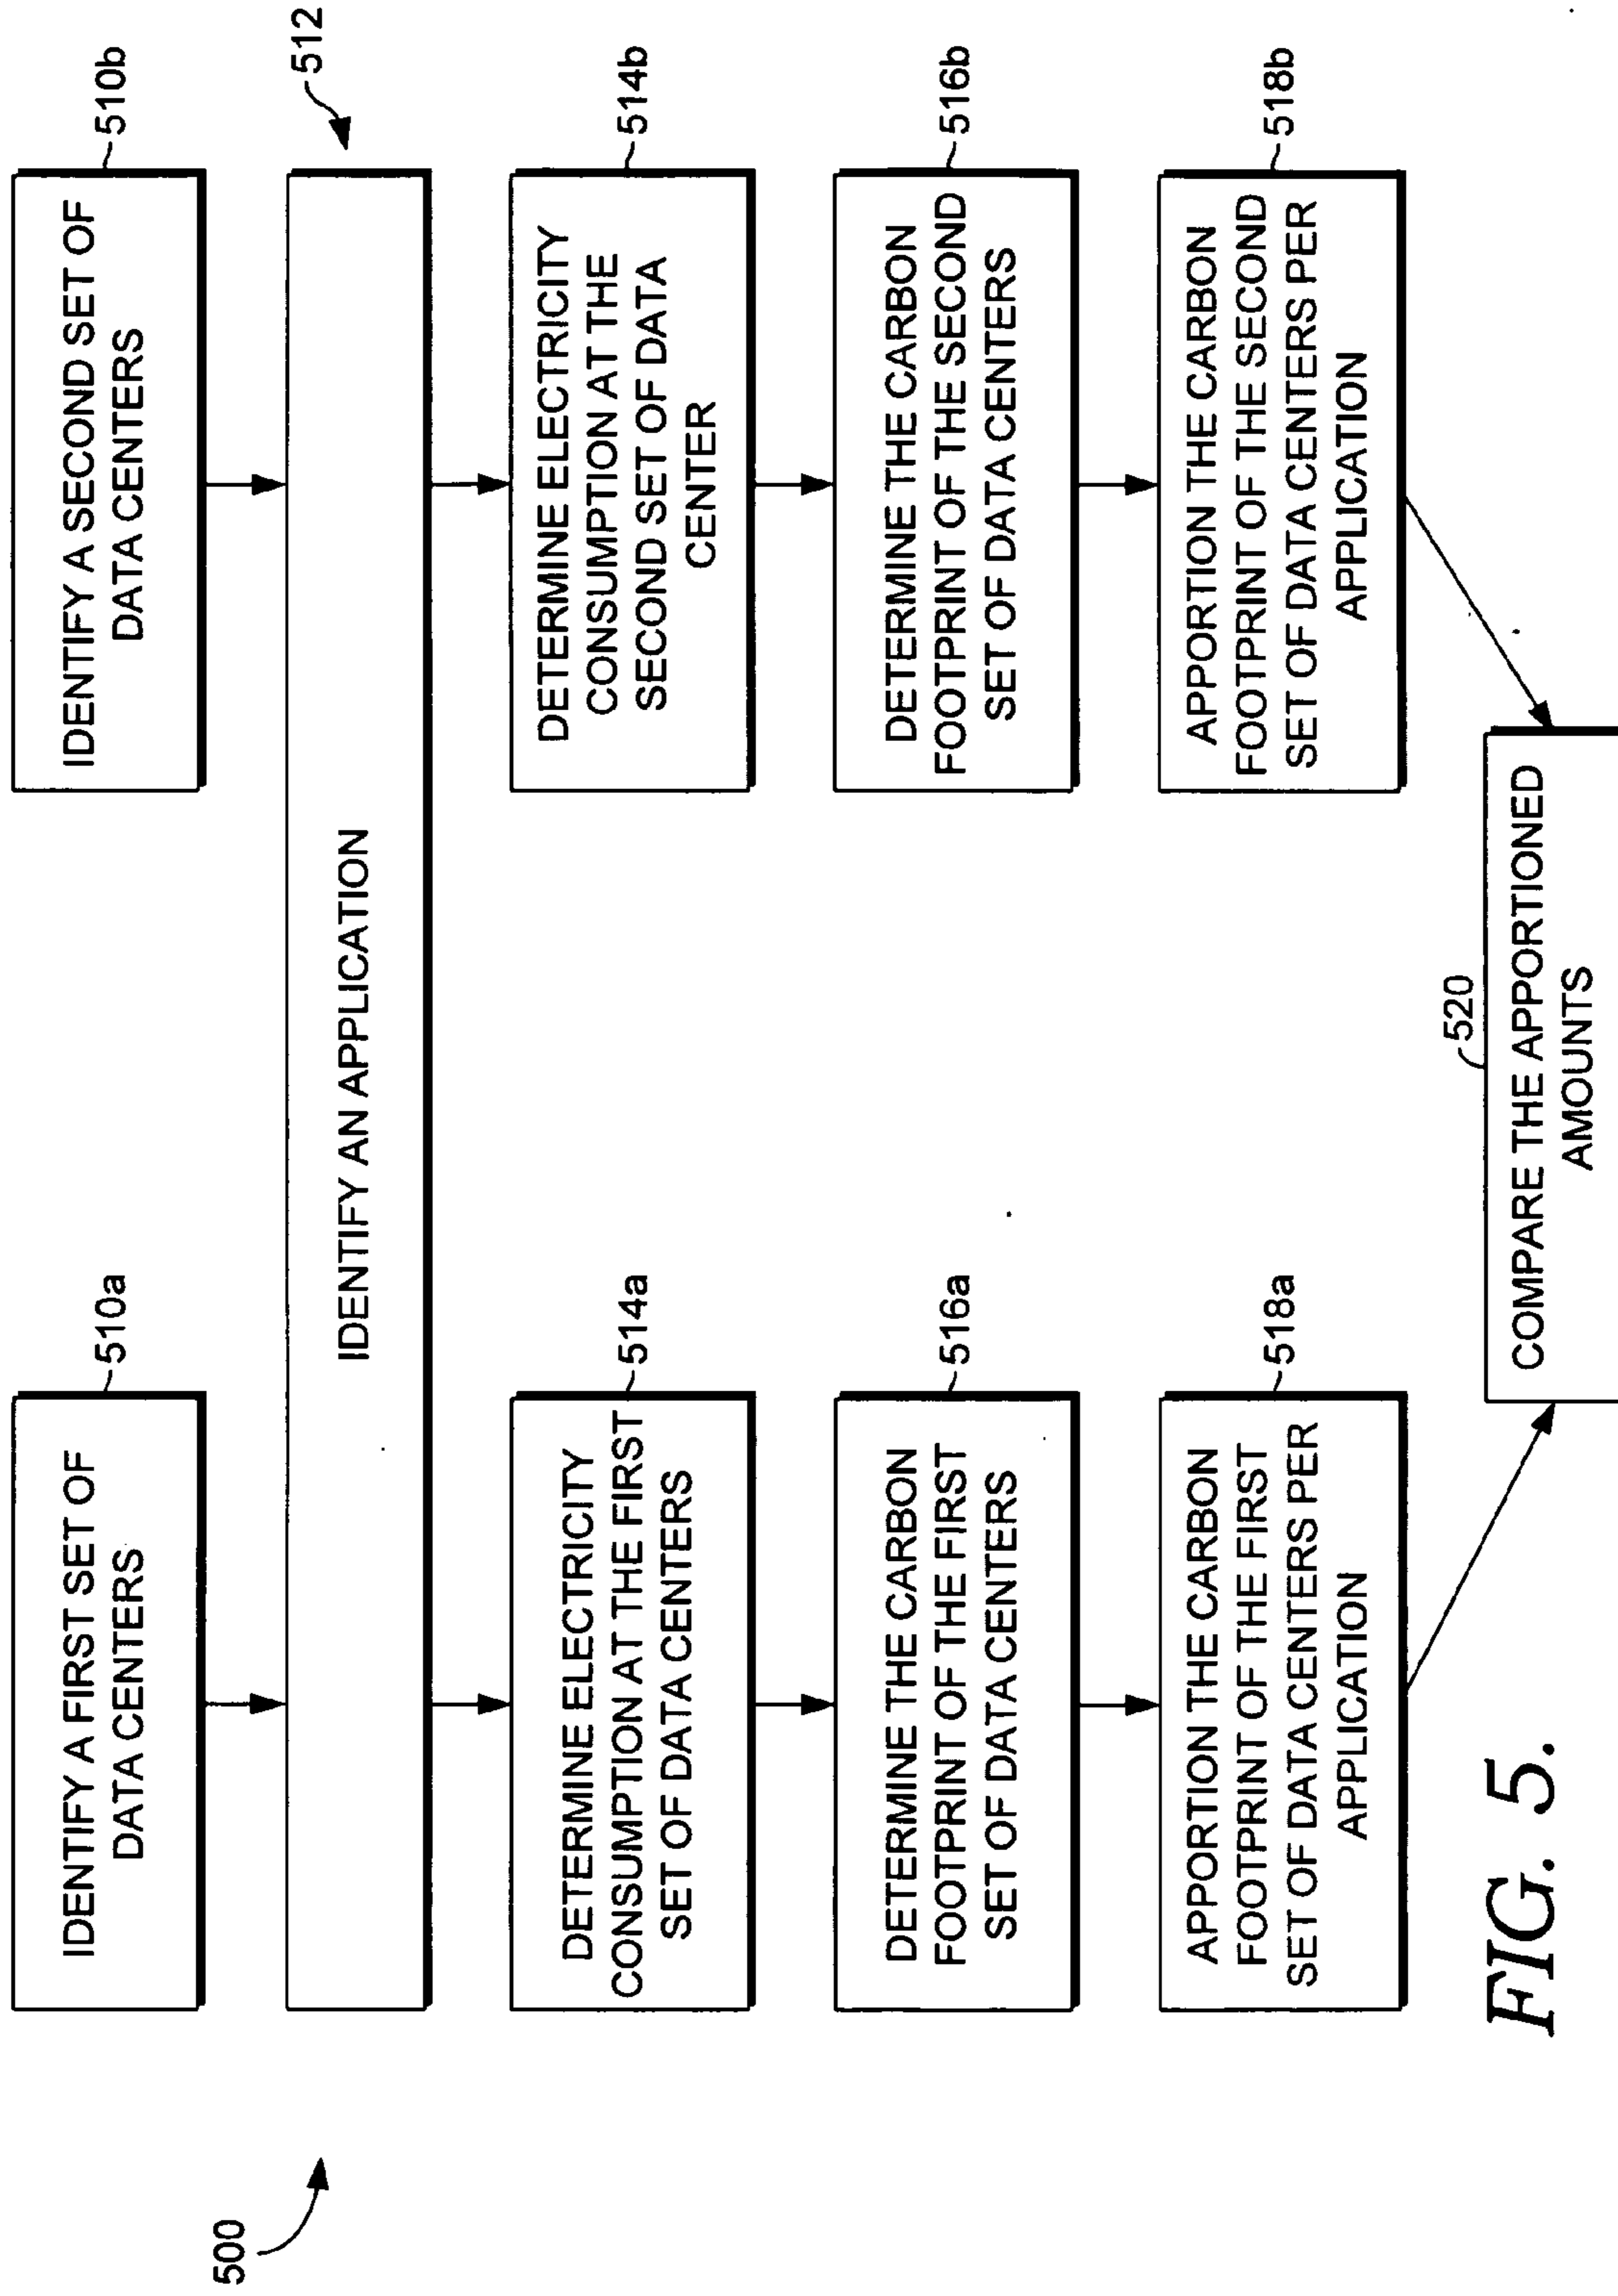 500
510a
IDENTIFY A FIRST SET OF
DATA CENTERS
510b
IDENTIFY A SECOND SET OF
DATA CENTERS
512
IDENTIFY AN APPLICATION
514a
DETERMINE ELECTRICITY
CONSUMPTION AT THE FIRST
SET OF DATA CENTERS
514b
DETERMINE ELECTRICITY
CONSUMPTION AT THE
SECOND SET OF DATA
CENTER
516a
DETERMINE THE CARBON
FOOTPRINT OF THE FIRST
SET OF DATA CENTERS
516b
DETERMINE THE CARBON
FOOTPRINT OF THE SECOND
SET OF DATA CENTERS
518a
APPORTION THE CARBON
FOOTPRINT OF THE FIRST
SET OF DATA CENTERS PER
APPLICATION
518b
APPORTION THE CARBON
FOOTPRINT OF THE SECOND
SET OF DATA CENTERS PER
APPLICATION
520
COMPARE THE APPORTIONED
AMOUNTS
FIG. 5.